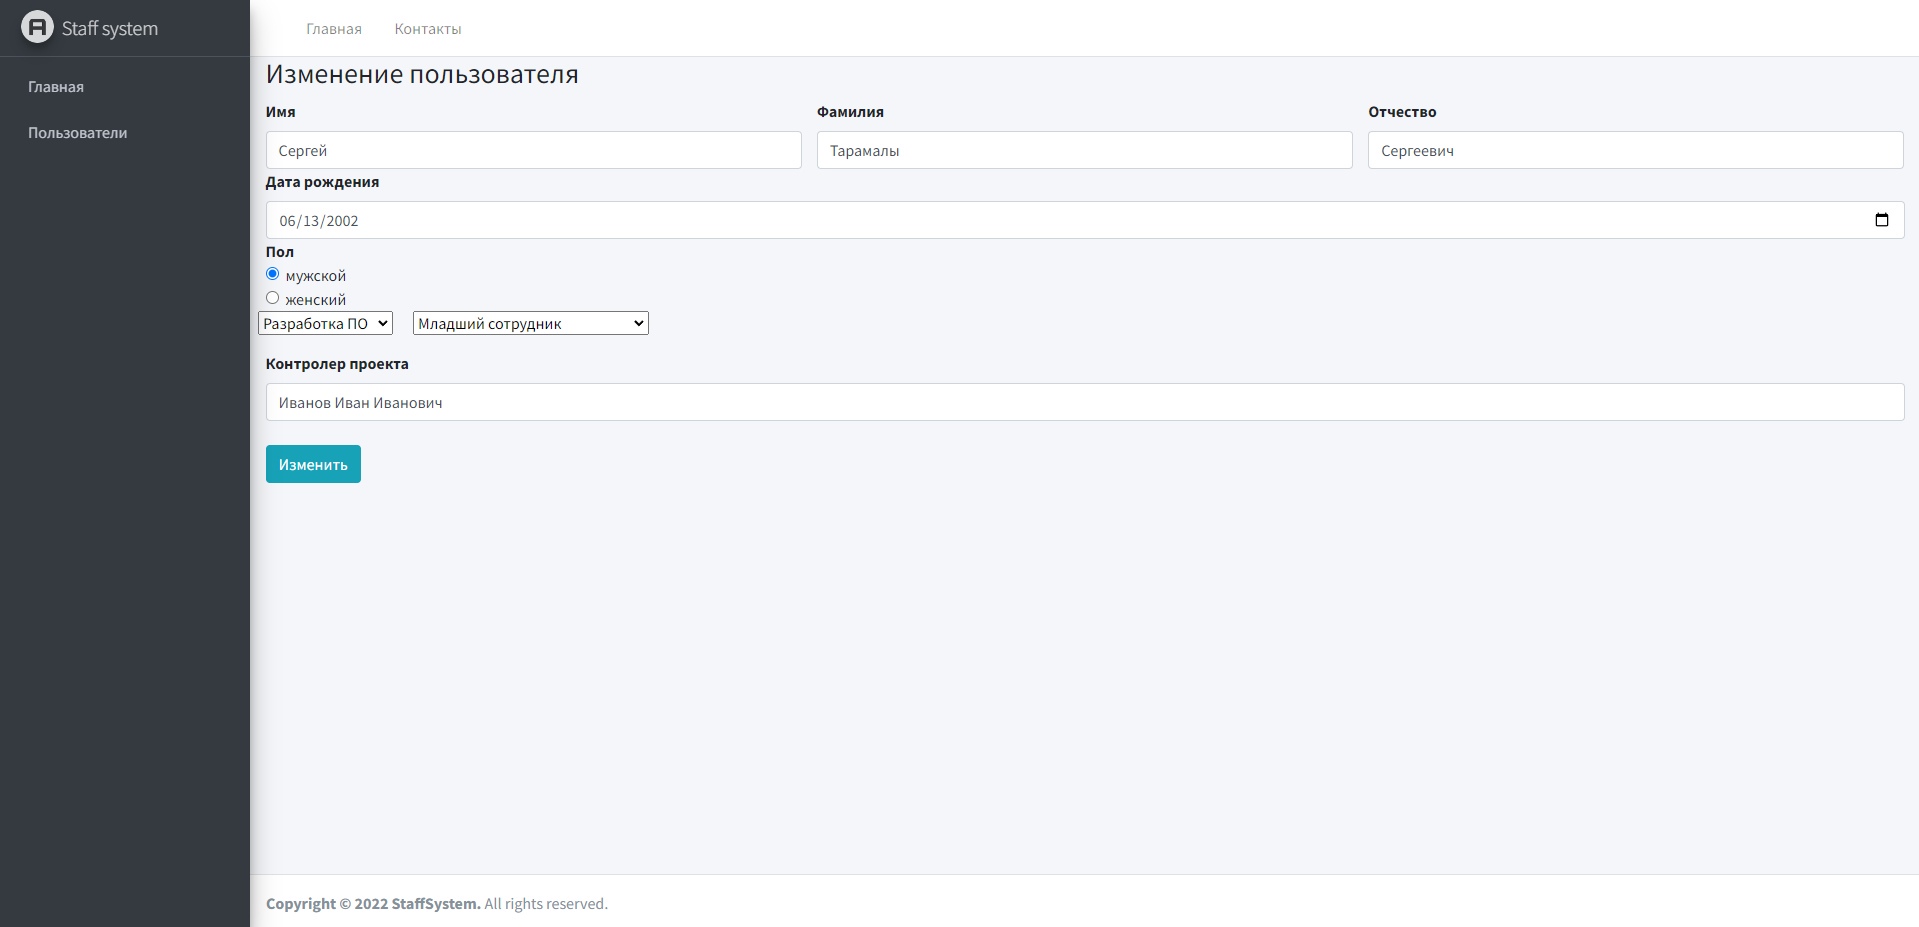 Staff system
Главная
Пользователи
Главная Контакты
Изменение пользователя
Имя Фамилия Отчество
Сергей Тарамалы Сергеевич
Дата рождения
06/13/2002
Пол
мужской
женский
Разработка ПО Младший сотрудник
Контролер проекта
Иванов Иван Иванович
Изменить
Copyright © 2022 StaffSystem. All rights reserved.